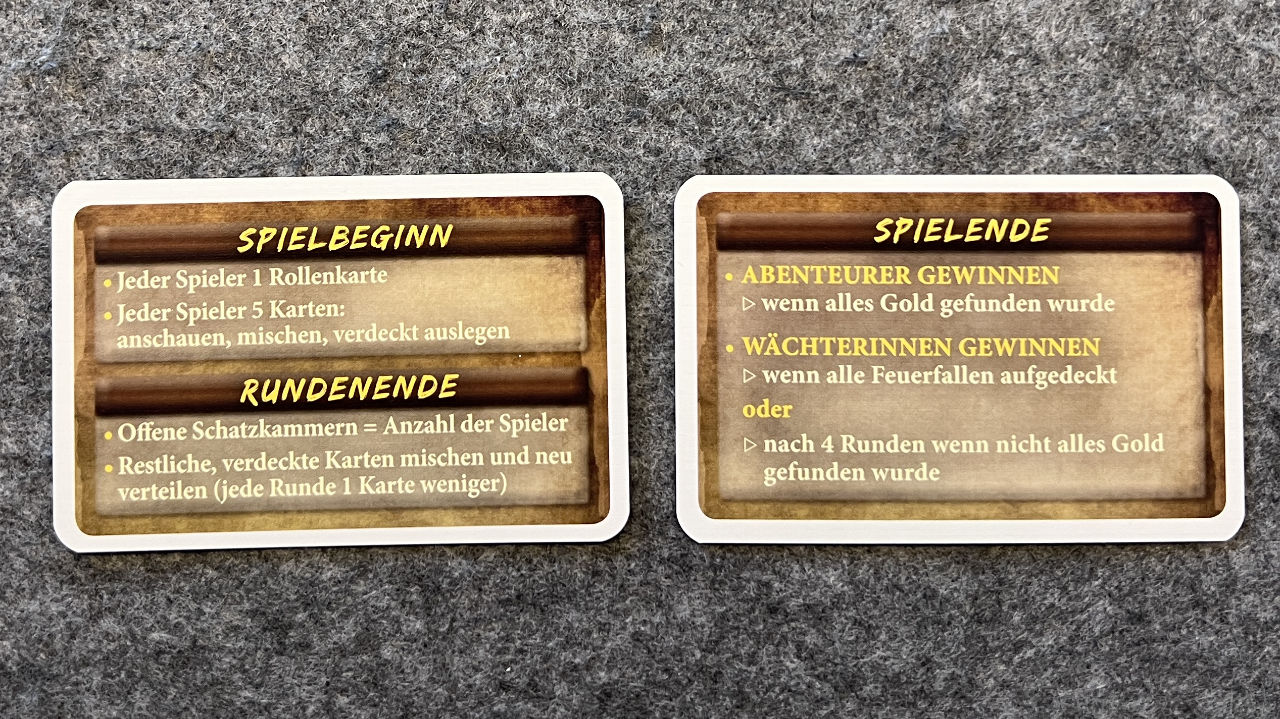 SPIELBEGINN
• Jeder Spieler 1 Rollenkarte
• Jeder Spieler 5 Karten:
anschauen, mischen, verdeckt auslegen
RUNDENENDE
• Offene Schatzkammern = Anzahl der Spieler
• Restliche, verdeckte Karten mischen und neu
verteilen (jede Runde 1 Karte weniger)
SPIELENDE
• ABENTEURER GEWINNEN
▷ wenn alles Gold gefunden wurde
• WÄCHTERINNEN GEWINNEN
▷ wenn alle Feuerfallen aufgedeckt
oder
▷ nach 4 Runden wenn nicht alles Gold
gefunden wurde